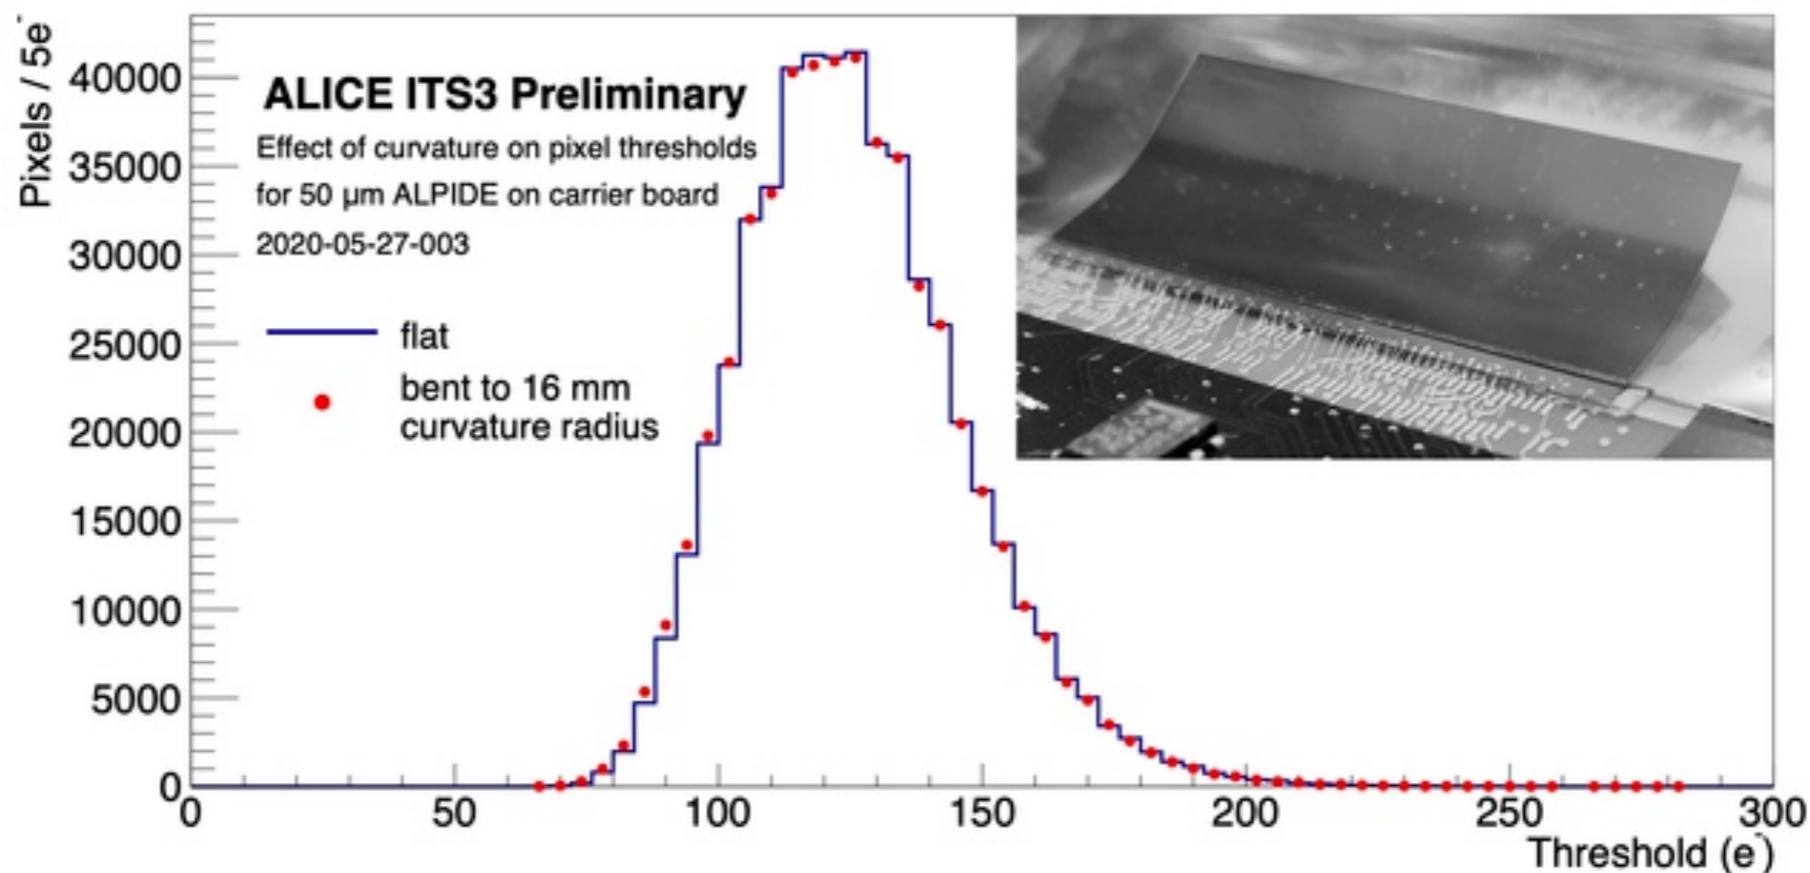 Pixels / 5e⁻
40000
35000
30000
25000
20000
15000
10000
5000
0
ALICE ITS3 Preliminary
Effect of curvature on pixel thresholds
for 50 µm ALPIDE on carrier board
2020-05-27-003
flat
bent to 16 mm
curvature radius
0 50 100 150 200 250 300
Threshold (e⁻)